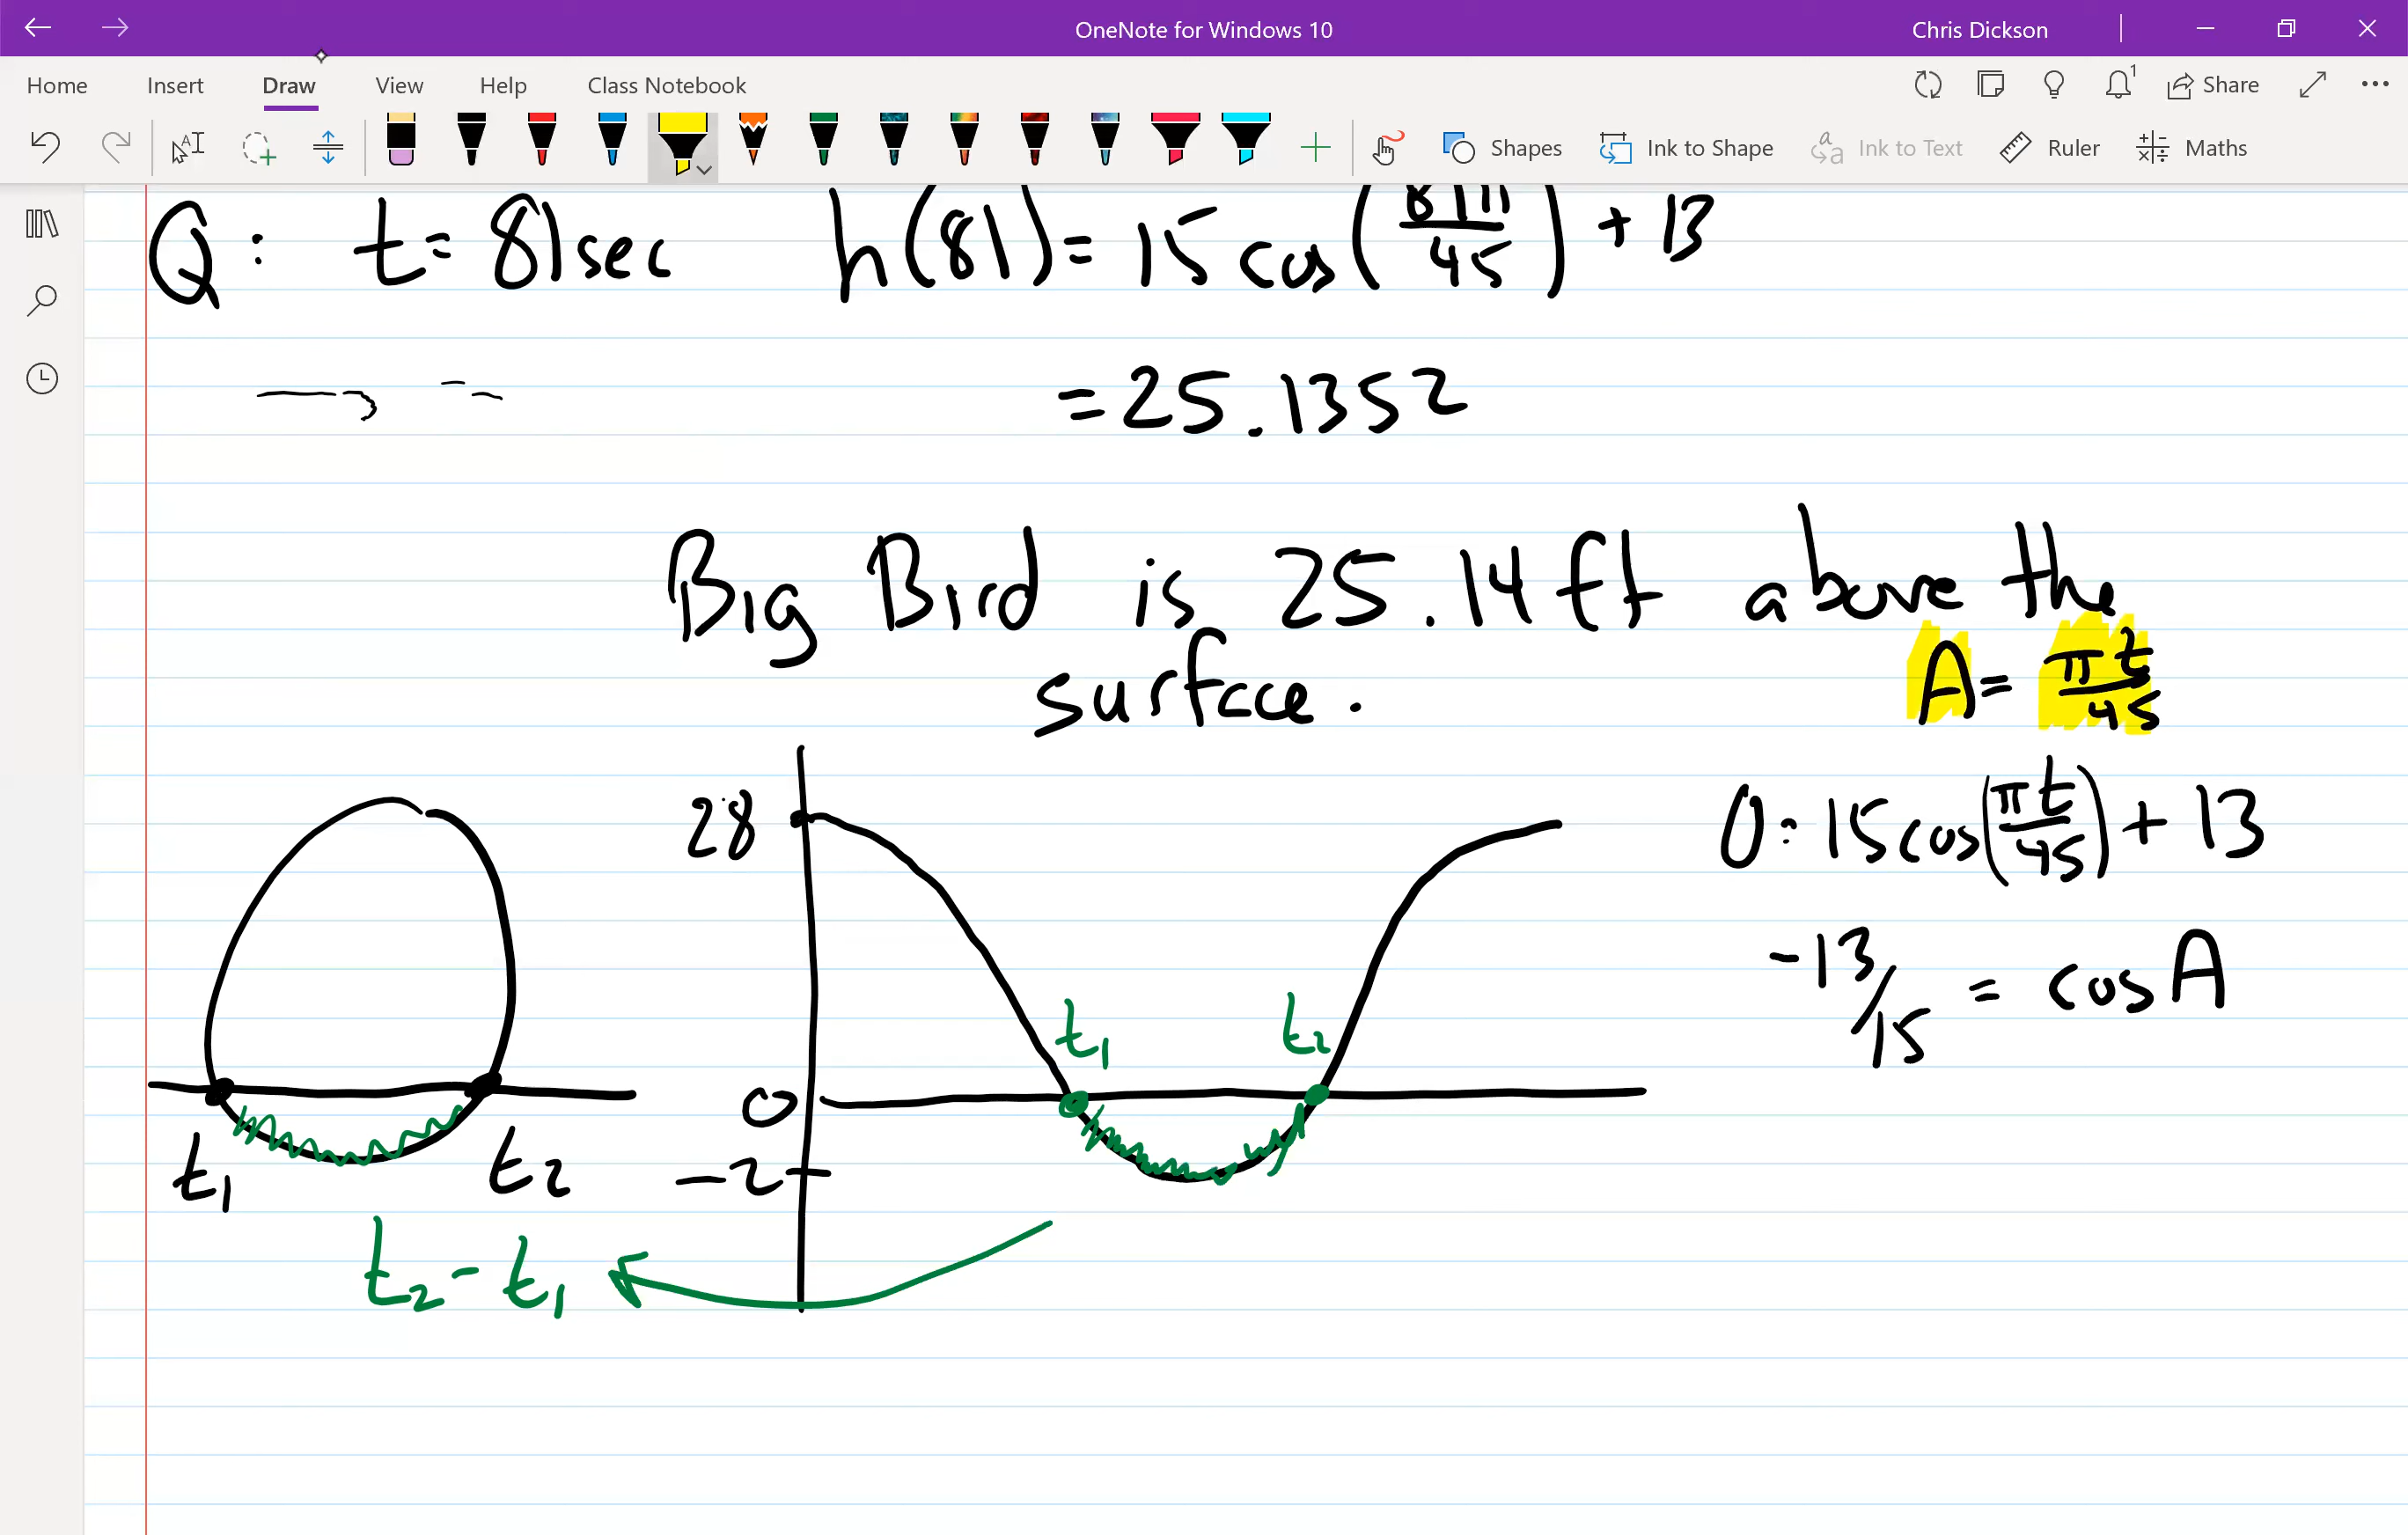 OneNote for Windows 10
Chris Dickson
Home Insert Draw View Help Class Notebook
1 Share
Shapes Ink to Shape Ink to Text Ruler Maths
Q: t= 81sec h(81)= 15 cos(81π/45) + 13
= 25.1352
Big Bird is 25.14 ft above the
surface.
A= πt/45
28
0 = 15 cos(πt/45) + 13
-13/15 = cos A
t1 t2
0
t1 t2
-2
t2 - t1